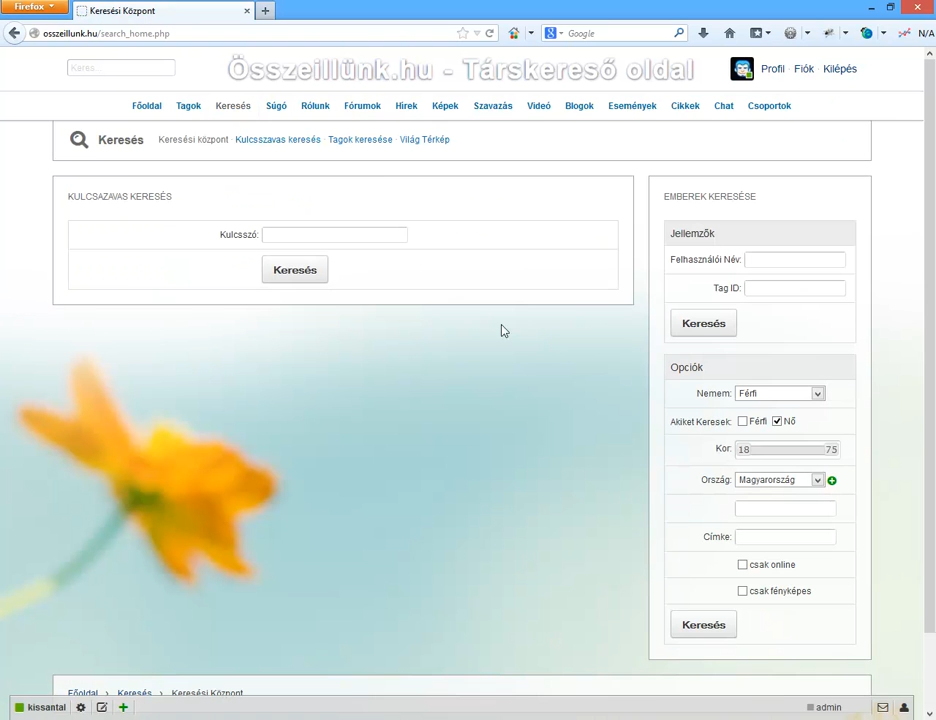 Firefox
Keresési Központ
osszeillunk.hu/search_home.php
Google
N/A
Keres...
Összeillünk.hu - Társkereső oldal
Profil Fiók Kilépés
Főoldal Tagok Keresés Súgó Rólunk Fórumok Hirek Képek Szavazás Videó Blogok Események Cikkek Chat Csoportok
Keresés Keresési központ · Kulcsszavas keresés · Tagok keresése · Világ Térkép
KULCSAZAVAS KERESÉS
Kulcsszó:
Keresés
EMBEREK KERESÉSE
Jellemzők
Felhasználói Név:
Tag ID:
Keresés
Opciók
Nemem: Férfi
Akiket Keresek: Férfi Nő
Kor: 18 75
Ország: Magyarország
Címke:
csak online
csak fényképes
Keresés
Főoldal › Keresés › Keresési Központ
kissantal
admin